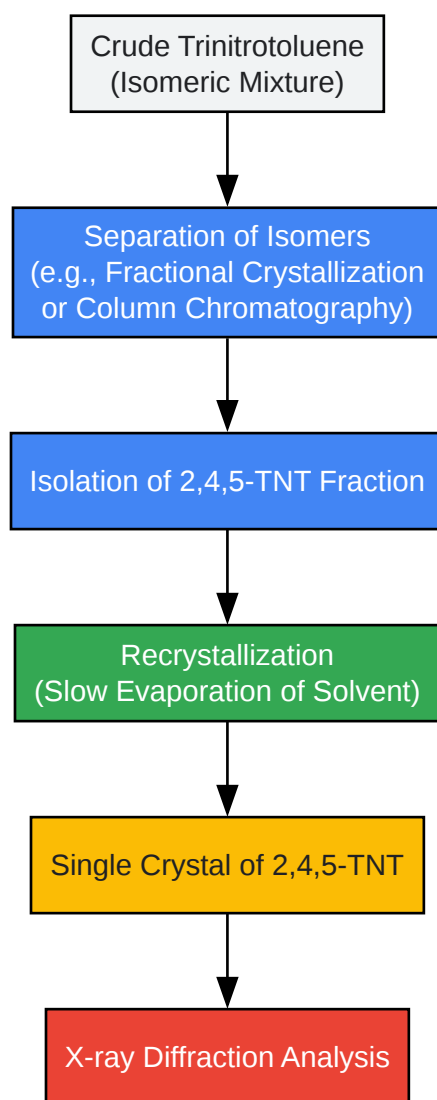 Crude Trinitrotoluene
(Isomeric Mixture)
Separation of Isomers
(e.g., Fractional Crystallization
or Column Chromatography)
Isolation of 2,4,5-TNT Fraction
Recrystallization
(Slow Evaporation of Solvent)
Single Crystal of 2,4,5-TNT
X-ray Diffraction Analysis